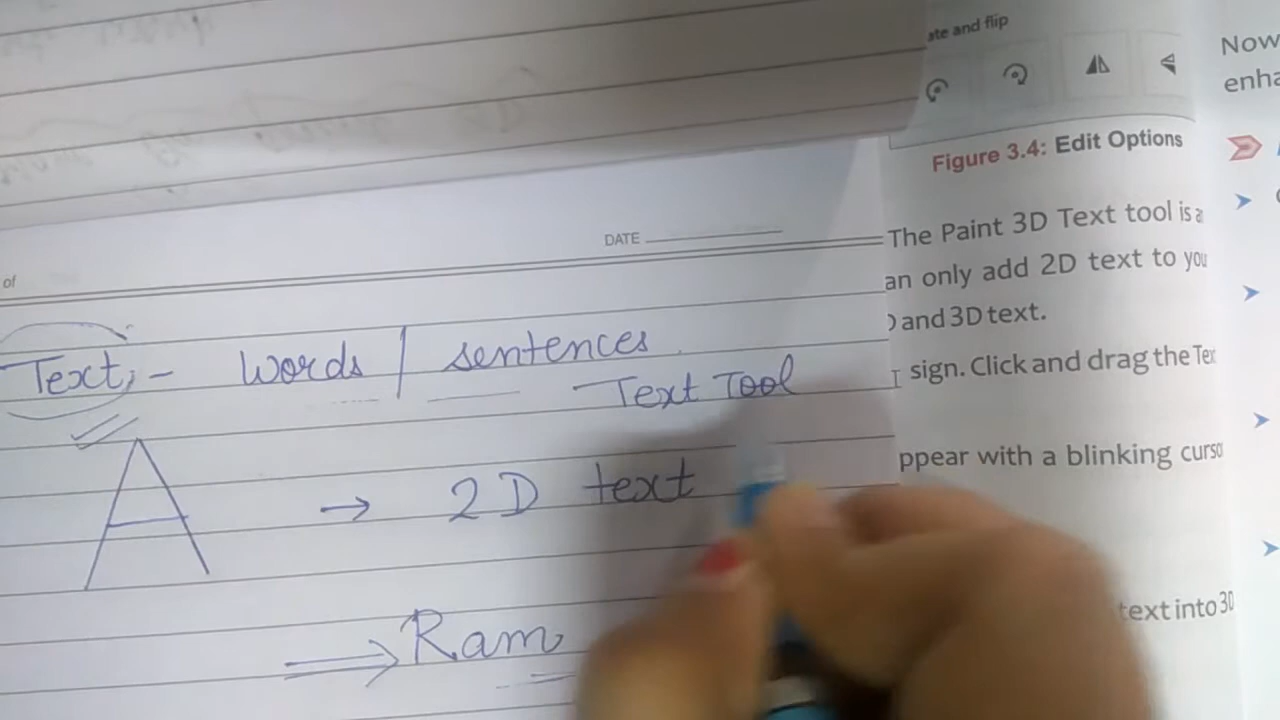 ate and flip
Figure 3.4: Edit Options
Now
enha
DATE
of
The Paint 3D Text tool is a
an only add 2D text to you
and 3D text.
sign. Click and drag the Tex
ppear with a blinking curso
text into 3D
Text :- Words / sentences
Text Tool
A → 2D text
⇒ Ram